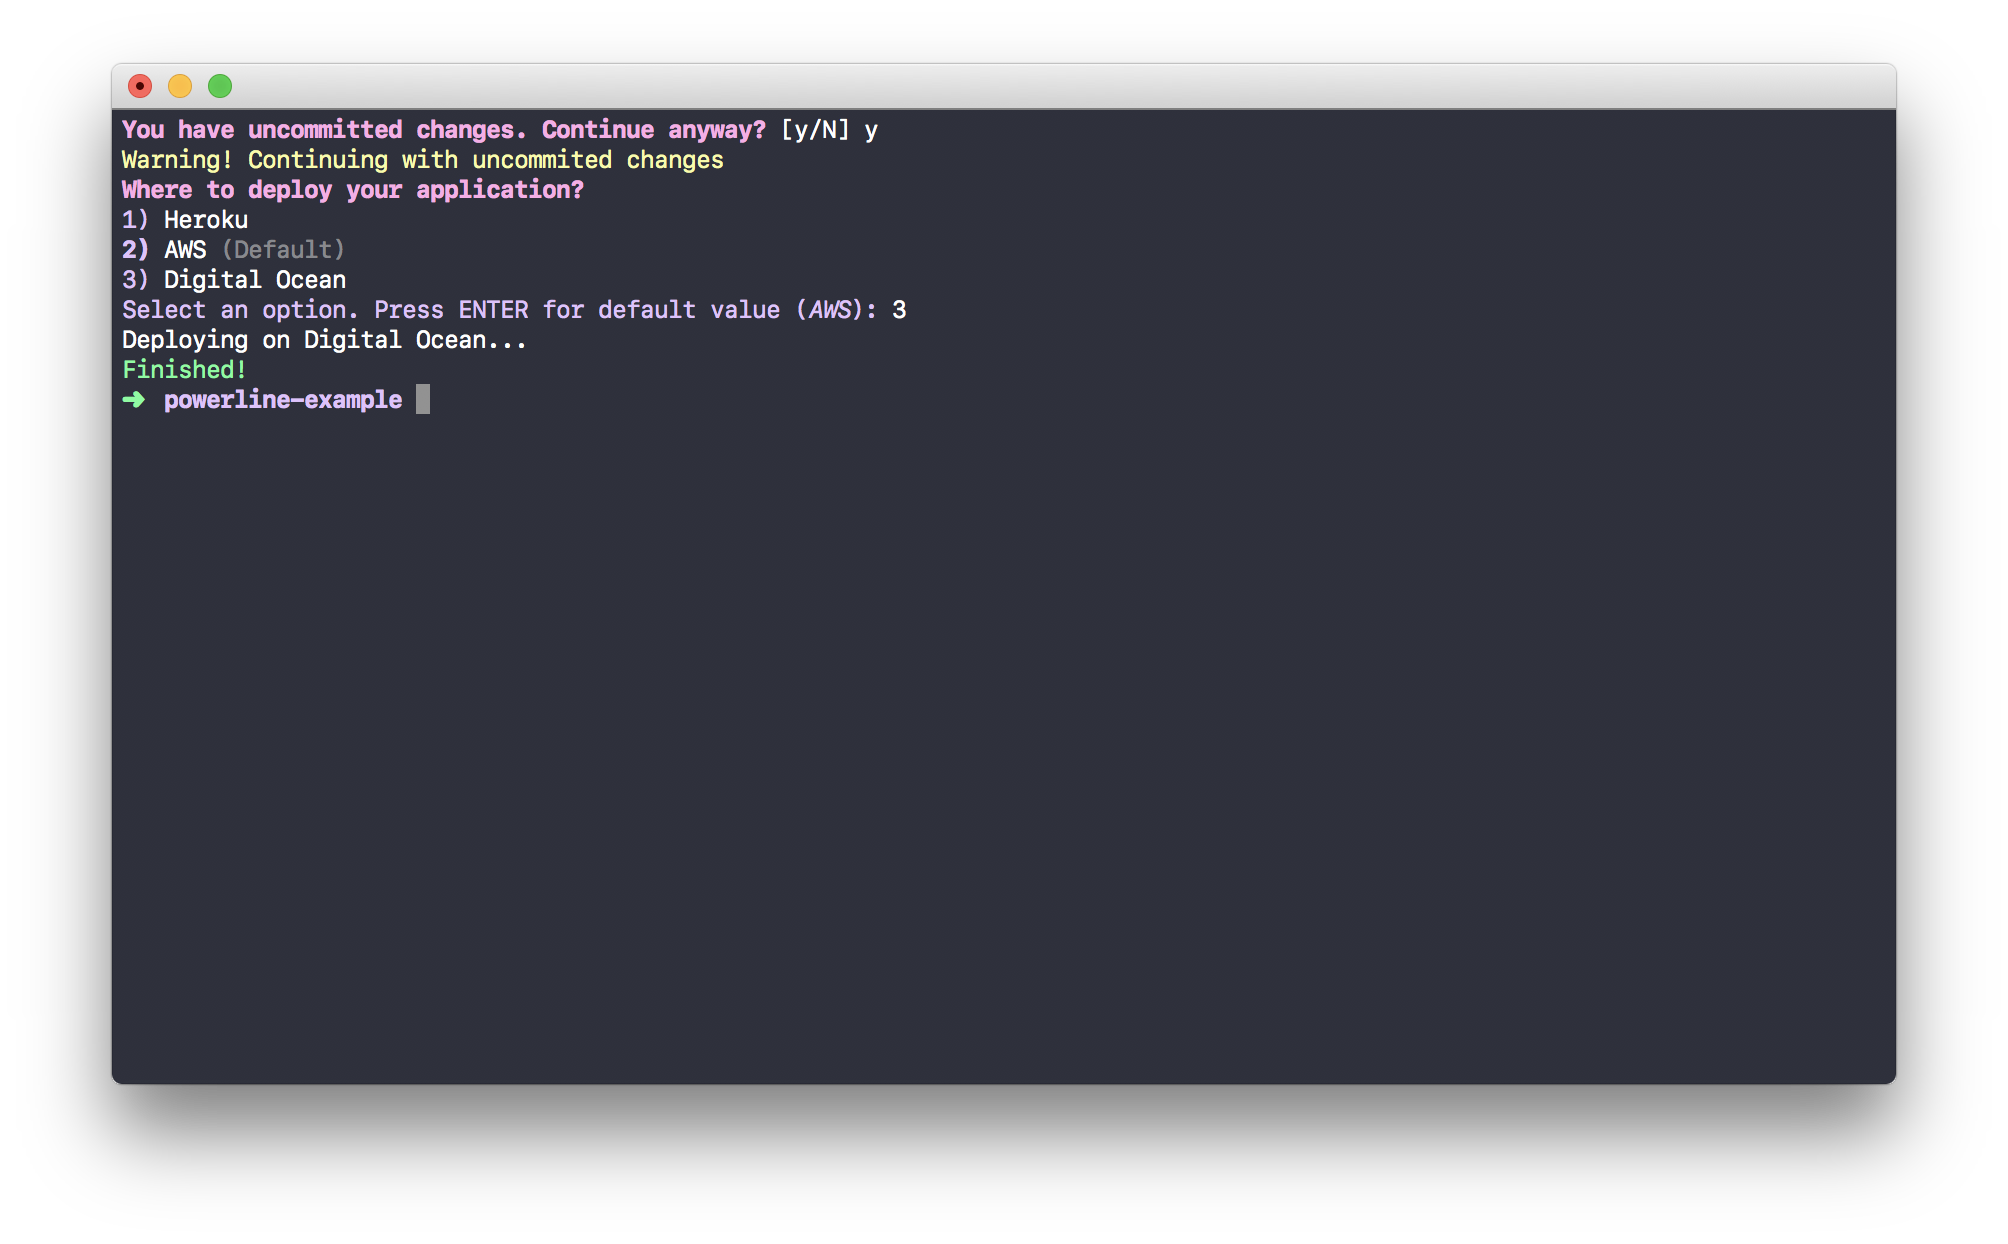 You have uncommitted changes. Continue anyway? [y/N] y
Warning! Continuing with uncommited changes
Where to deploy your application?
1) Heroku
2) AWS (Default)
3) Digital Ocean
Select an option. Press ENTER for default value (AWS): 3
Deploying on Digital Ocean...
Finished!
➜ powerline-example